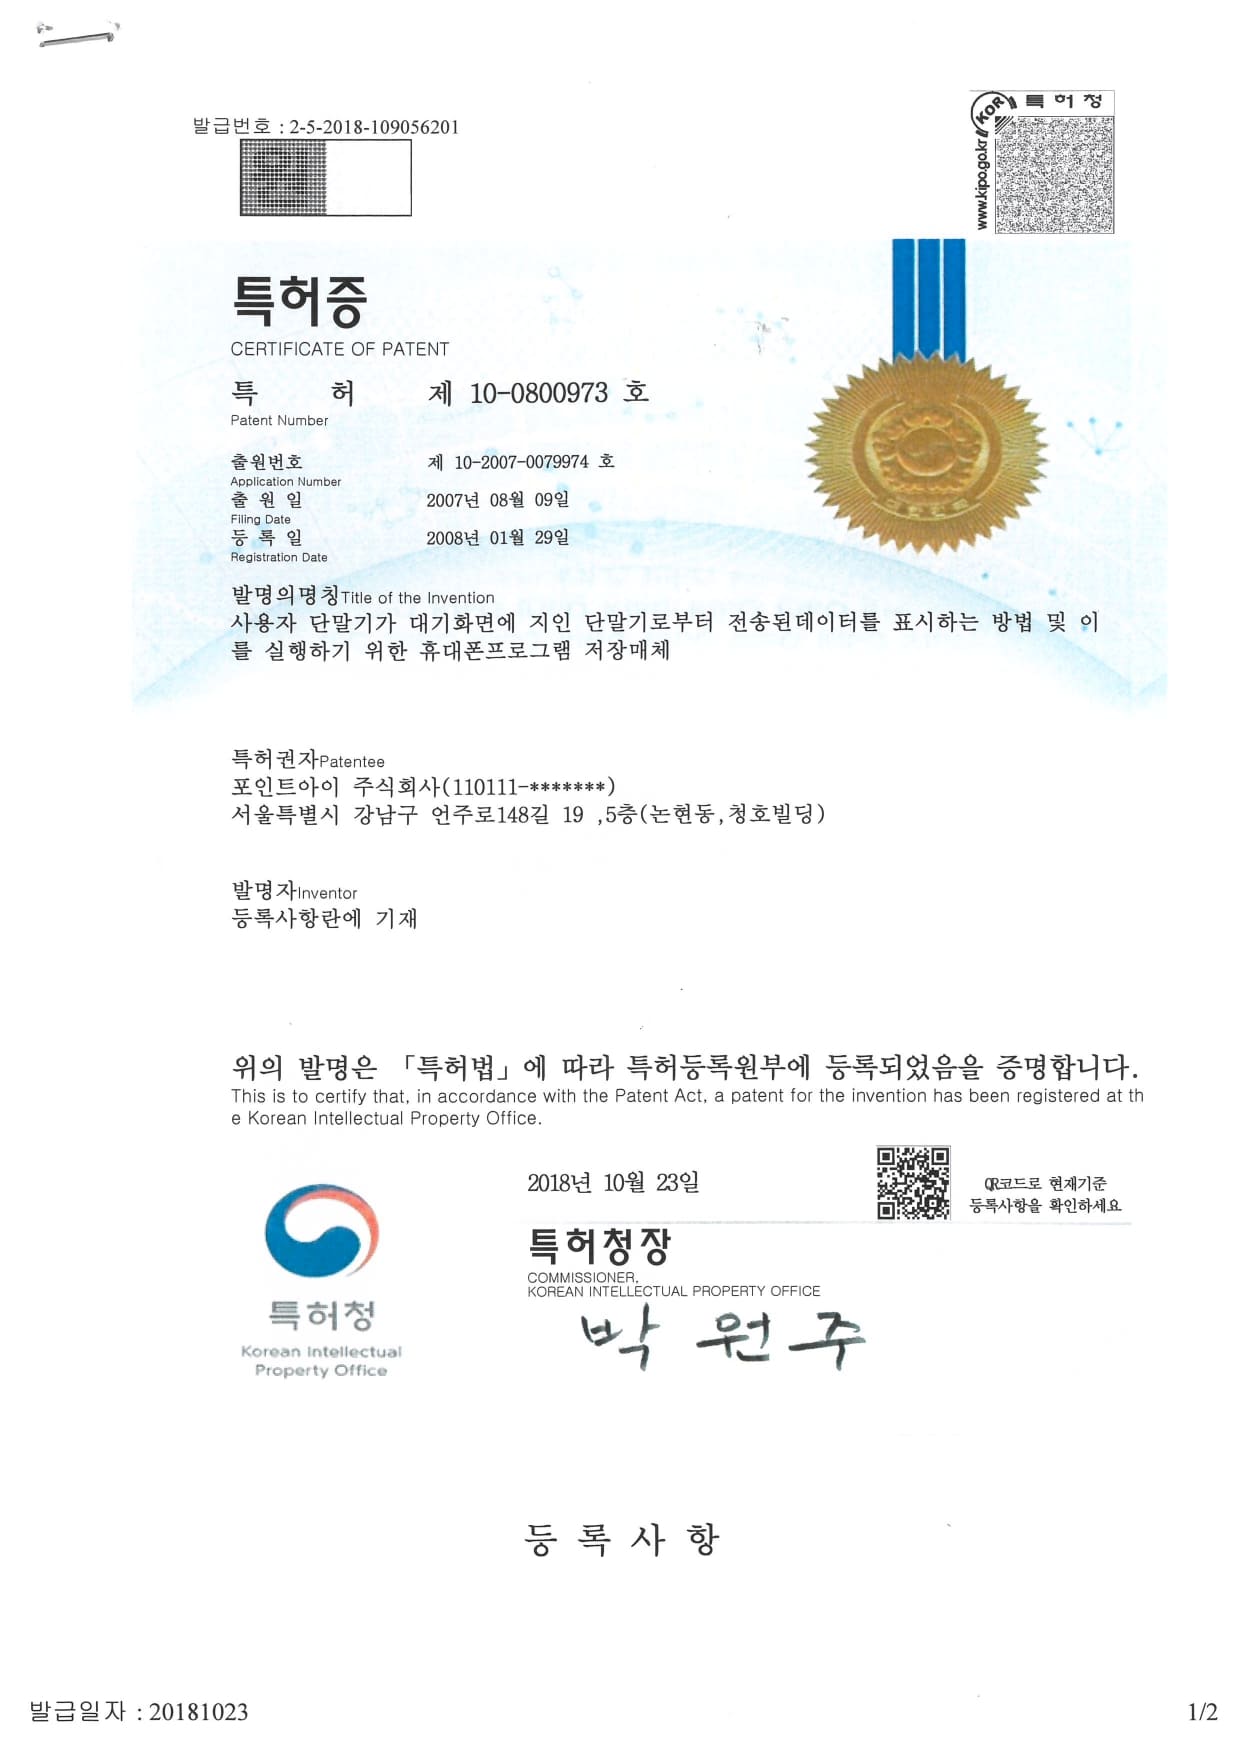 발급번호 : 2-5-2018-109056201
특허청
KOR
www.kipo.go.kr
특허증
CERTIFICATE OF PATENT
특 허 제 10-0800973 호
Patent Number
출원번호 제 10-2007-0079974 호
Application Number
출 원 일 2007년 08월 09일
Filing Date
등 록 일 2008년 01월 29일
Registration Date
대한민국
발명의명칭Title of the Invention
사용자 단말기가 대기화면에 지인 단말기로부터 전송된데이터를 표시하는 방법 및 이
를 실행하기 위한 휴대폰프로그램 저장매체
특허권자Patentee
포인트아이 주식회사(110111-*******)
서울특별시 강남구 언주로148길 19 ,5층(논현동,청호빌딩)
발명자Inventor
등록사항란에 기재
위의 발명은 「특허법」에 따라 특허등록원부에 등록되었음을 증명합니다.
This is to certify that, in accordance with the Patent Act, a patent for the invention has been registered at th
e Korean Intellectual Property Office.
2018년 10월 23일
QR코드로 현재기준
등록사항을 확인하세요
특허청장
COMMISSIONER,
KOREAN INTELLECTUAL PROPERTY OFFICE
박원주
특허청
Korean Intellectual
Property Office
등 록 사 항
발급일자 : 20181023
1/2